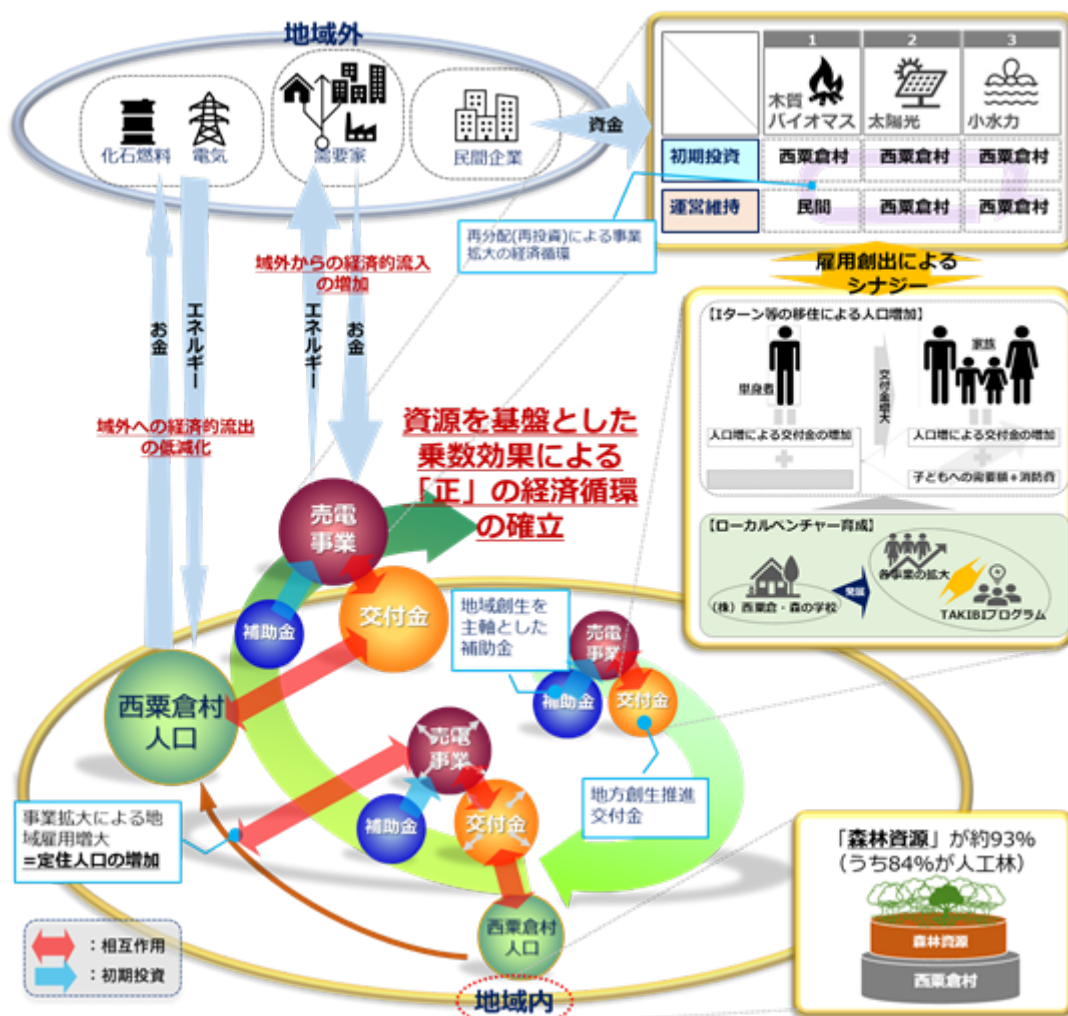 地域外
化石燃料
電気
需要家
民間企業
資金
1
2
3
木質
バイオマス
太陽光
小水力
初期投資
西粟倉村
西粟倉村
西粟倉村
運営維持
民間
西粟倉村
西粟倉村
再分配(再投資)による事業
拡大の経済循環
雇用創出による
シナジー
【Iターン等の移住による人口増加】
単身者
交付金増大
家族
人口増による交付金の増加
人口増による交付金の増加
子どもへの需要額+消防費
【ローカルベンチャー育成】
(株)西粟倉・森の学校
発展
各事業の拡大
TAKIBIプログラム
お金
エネルギー
エネルギー
お金
域外からの経済的流入
の増加
域外への経済的流出
の低減化
資源を基盤とした
乗数効果による
「正」の経済循環
の確立
売電
事業
補助金
交付金
西粟倉村
人口
地域創生を
主軸とした
補助金
売電
事業
補助金
交付金
地方創生推進
交付金
売電
事業
補助金
交付金
西粟倉村
人口
事業拡大による地
域雇用増大
=定住人口の増加
:相互作用
:初期投資
地域内
「森林資源」が約93%
(うち84%が人工林)
森林資源
西粟倉村